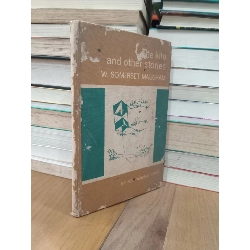 The kite
and other stories
W. SOMERSET MAUGHAM